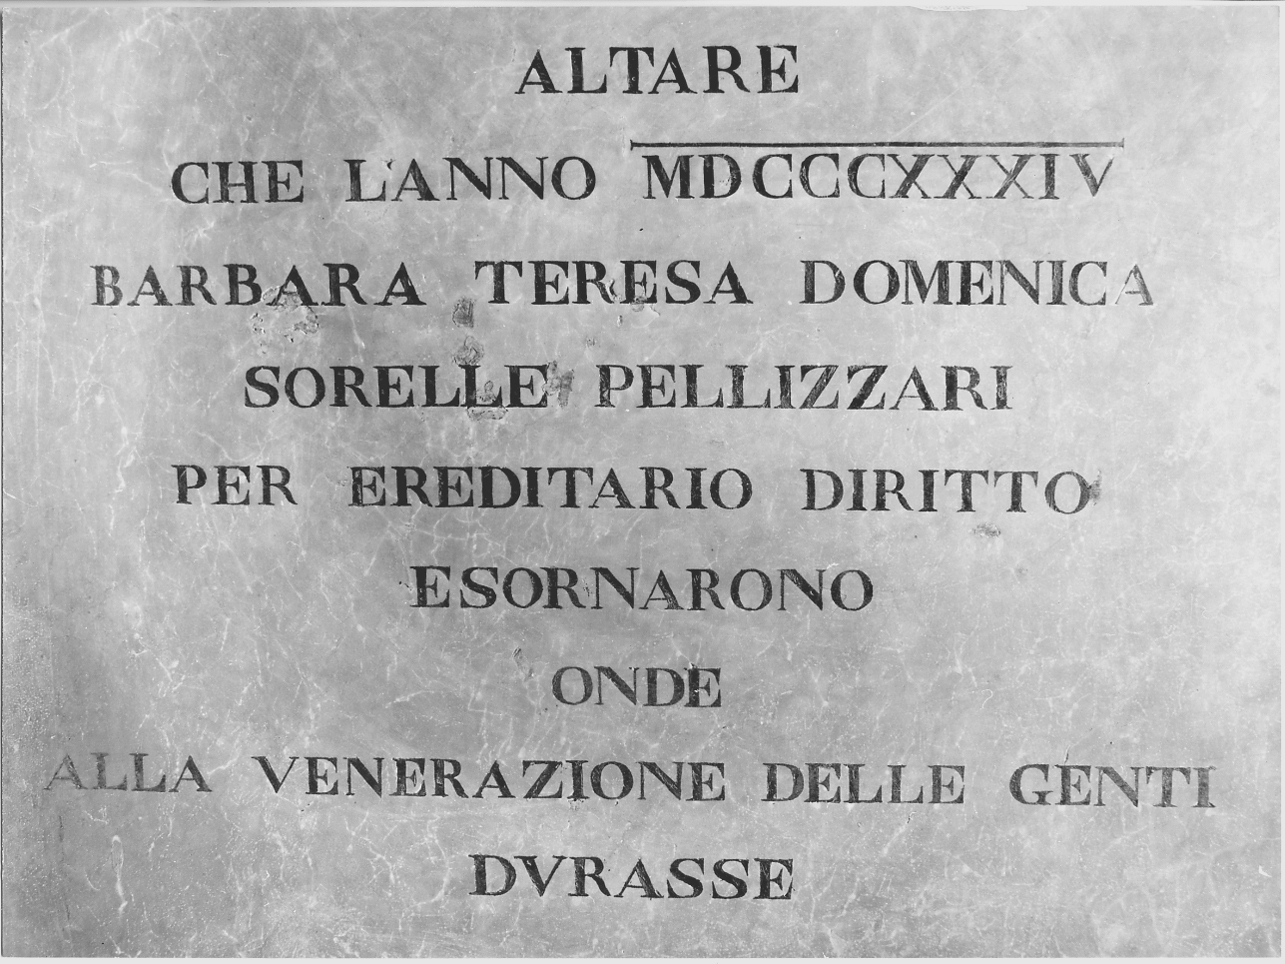 ALTARE
CHE L'ANNO MDCCCXXXIV
BARBARA TERESA DOMENICA
SORELLE PELLIZZARI
PER EREDITARIO DIRITTO
ESORNARONO
ONDE
ALLA VENERAZIONE DELLE GENTI
DVRASSE